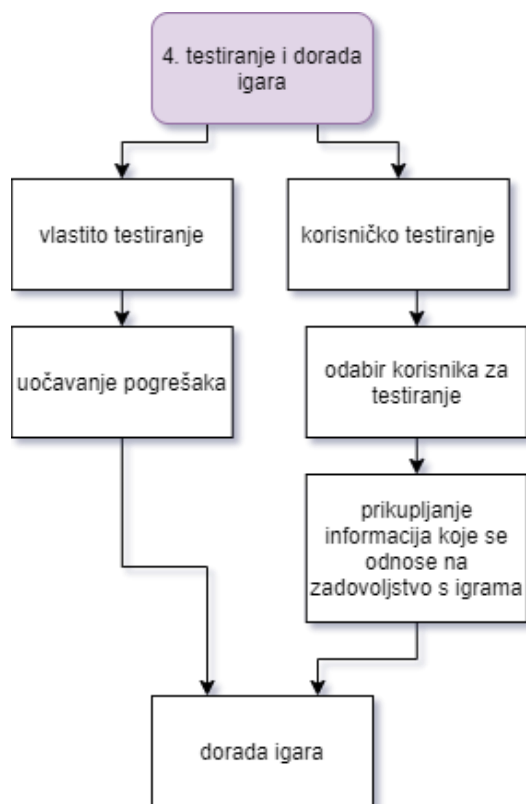 4. testiranje i dorada
igara
vlastito testiranje
korisničko testiranje
uočavanje pogrešaka
odabir korisnika za
testiranje
prikupljanje
informacija koje se
odnose na
zadovoljstvo s igrama
dorada igara